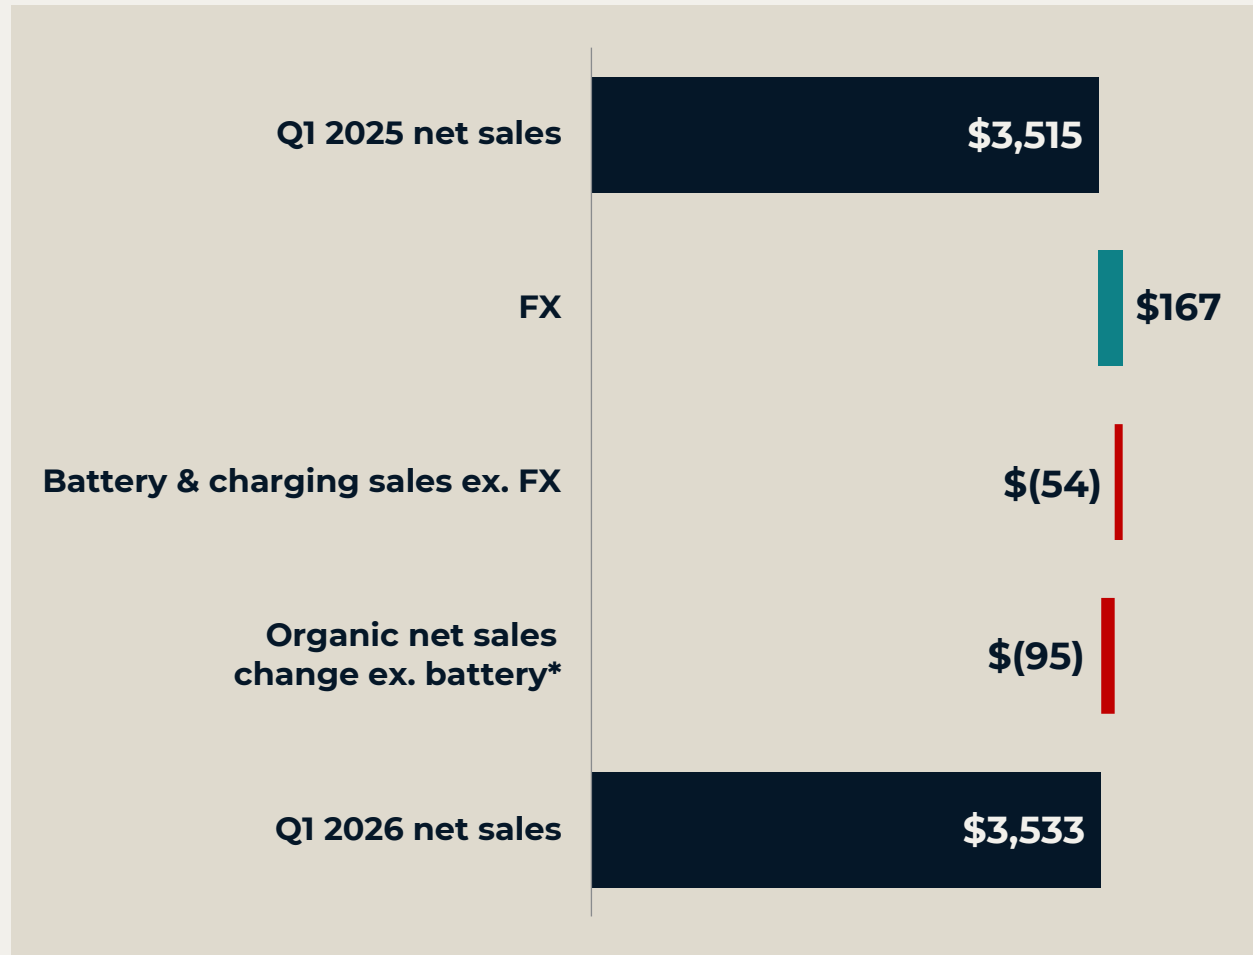 Q1 2025 net sales
$3,515
FX
$167
Battery & charging sales ex. FX
$(54)
Organic net sales
change ex. battery*
$(95)
Q1 2026 net sales
$3,533